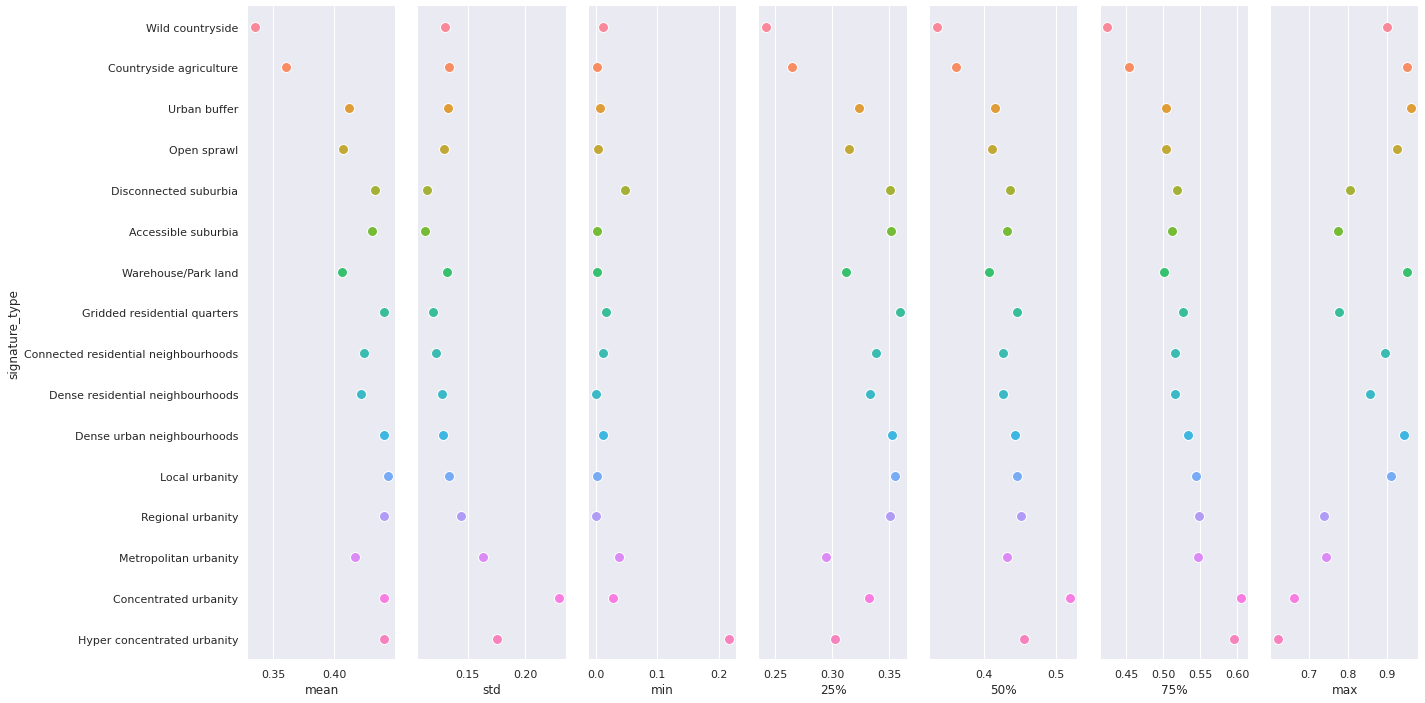 signature_type
Wild countryside
Countryside agriculture
Urban buffer
Open sprawl
Disconnected suburbia
Accessible suburbia
Warehouse/Park land
Gridded residential quarters
Connected residential neighbourhoods
Dense residential neighbourhoods
Dense urban neighbourhoods
Local urbanity
Regional urbanity
Metropolitan urbanity
Concentrated urbanity
Hyper concentrated urbanity
0.35 0.40
mean
0.15 0.20
std
0.0 0.1 0.2
min
0.25 0.30 0.35
25%
0.4 0.5
50%
0.45 0.50 0.55 0.60
75%
0.7 0.8 0.9
max